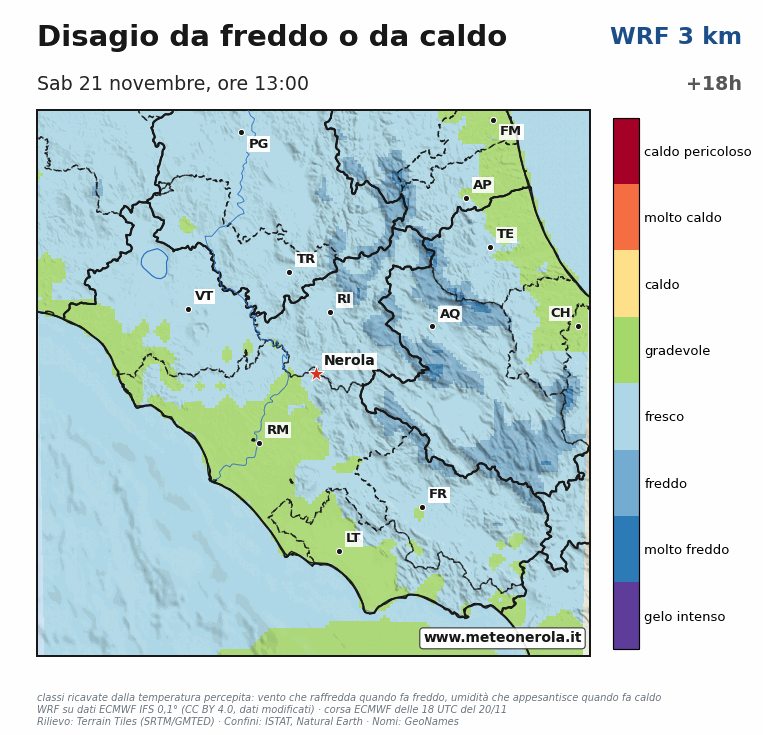 Disagio da freddo o da caldo
WRF 3 km
Sab 21 novembre, ore 13:00
+18h
FM
PG
AP
TE
TR
VT
RI
AQ
CH
Nerola
RM
FR
LT
www.meteonerola.it
caldo pericoloso
molto caldo
caldo
gradevole
fresco
freddo
molto freddo
gelo intenso
classi ricavate dalla temperatura percepita: vento che raffredda quando fa freddo, umidità che appesantisce quando fa caldo
WRF su dati ECMWF IFS 0,1° (CC BY 4.0, dati modificati) · corsa ECMWF delle 18 UTC del 20/11
Rilievo: Terrain Tiles (SRTM/GMTED) · Confini: ISTAT, Natural Earth · Nomi: GeoNames